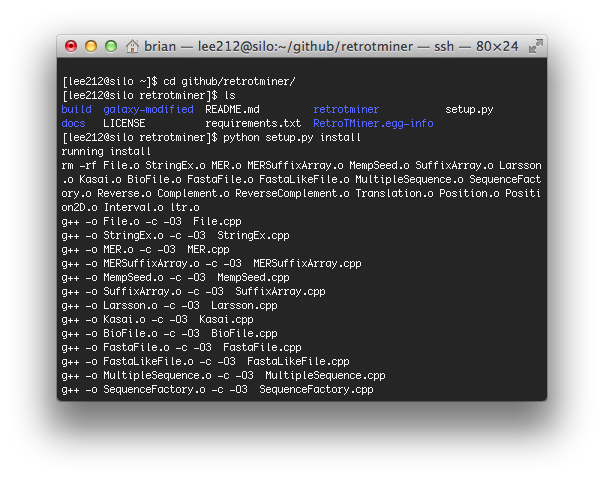 brian — lee212@silo:~/github/retrotminer — ssh — 80×24
[lee212@silo ~]$ cd github/retrotminer/
[lee212@silo retrotminer]$ ls
build galaxy-modified README.md retrotminer setup.py
docs LICENSE requirements.txt RetroTMiner.egg-info
[lee212@silo retrotminer]$ python setup.py install
running install
rm -rf File.o StringEx.o MER.o MERSuffixArray.o MempSeed.o SuffixArray.o Larsson
.o Kasai.o BioFile.o FastaFile.o FastaLikeFile.o MultipleSequence.o SequenceFact
ory.o Reverse.o Complement.o ReverseComplement.o Translation.o Position.o Positi
on2D.o Interval.o ltr.o
g++ -o File.o -c -O3 File.cpp
g++ -o StringEx.o -c -O3 StringEx.cpp
g++ -o MER.o -c -O3 MER.cpp
g++ -o MERSuffixArray.o -c -O3 MERSuffixArray.cpp
g++ -o MempSeed.o -c -O3 MempSeed.cpp
g++ -o SuffixArray.o -c -O3 SuffixArray.cpp
g++ -o Larsson.o -c -O3 Larsson.cpp
g++ -o Kasai.o -c -O3 Kasai.cpp
g++ -o BioFile.o -c -O3 BioFile.cpp
g++ -o FastaFile.o -c -O3 FastaFile.cpp
g++ -o FastaLikeFile.o -c -O3 FastaLikeFile.cpp
g++ -o MultipleSequence.o -c -O3 MultipleSequence.cpp
g++ -o SequenceFactory.o -c -O3 SequenceFactory.cpp